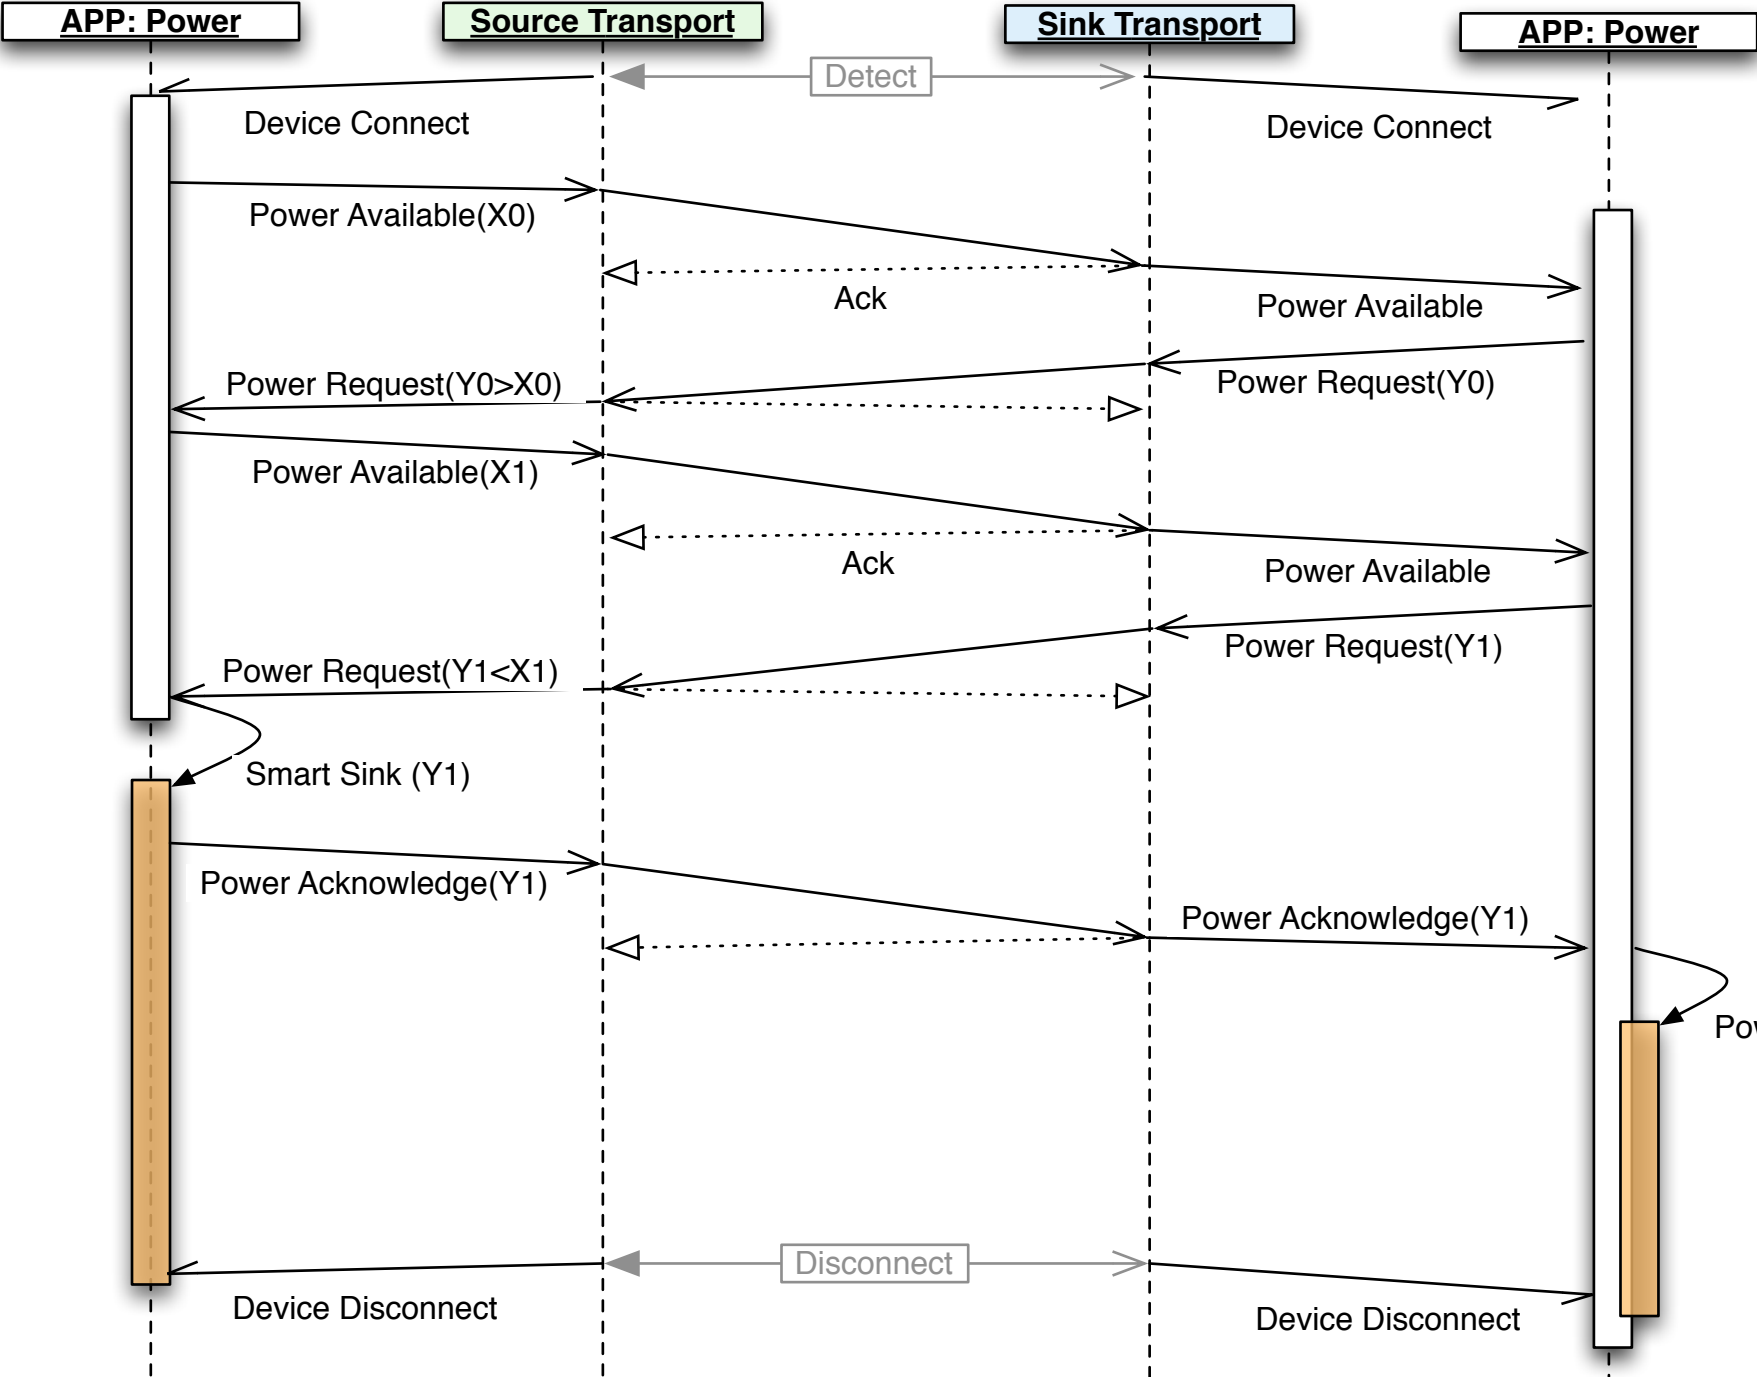 APP: Power
Source Transport
Sink Transport
APP: Power
Detect
Device Connect
Device Connect
Power Available(X0)
Ack
Power Available
Power Request(Y0>X0)
Power Request(Y0)
Power Available(X1)
Ack
Power Available
Power Request(Y1)
Power Request(Y1<X1)
Smart Sink (Y1)
Power Acknowledge(Y1)
Power Acknowledge(Y1)
Disconnect
Device Disconnect
Device Disconnect